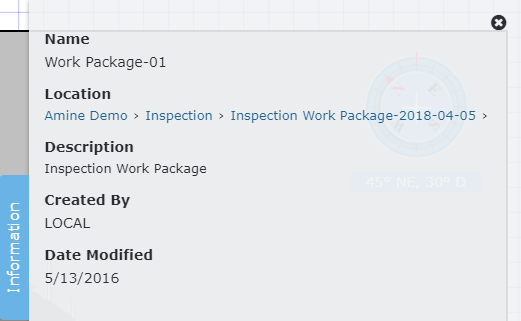 Name
Work Package-01
Location
Amine Demo › Inspection › Inspection Work Package-2018-04-05 ›
Description
Inspection Work Package
45° NE, 30° D
Created By
LOCAL
Date Modified
5/13/2016
Information